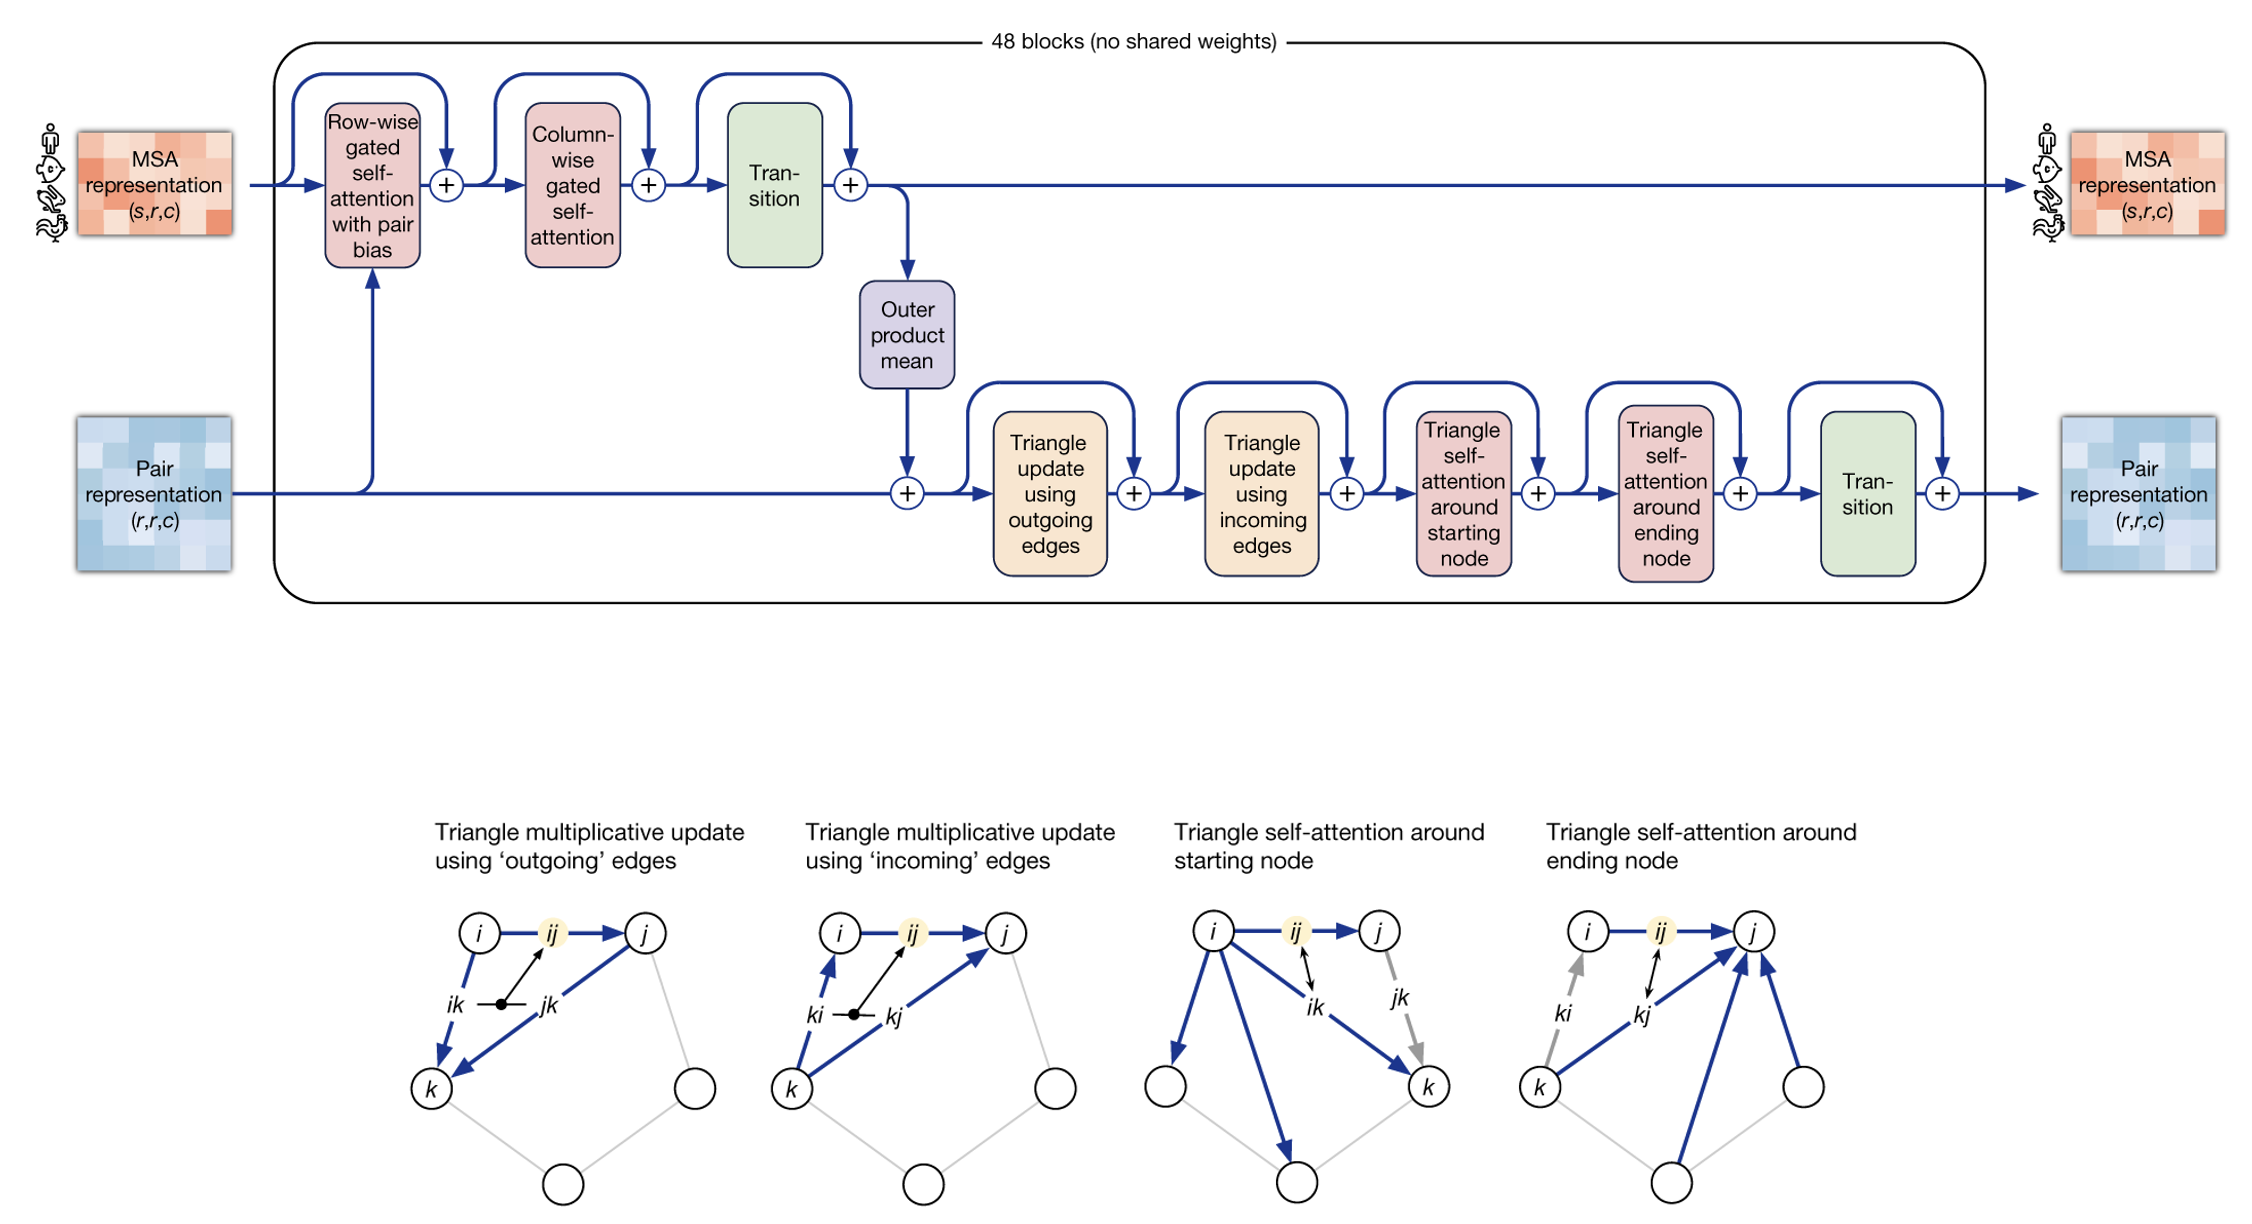 48 blocks (no shared weights)
MSA
representation
(s,r,c)
Row-wise
gated
self-
attention
with pair
bias
+
Column-
wise
gated
self-
attention
+
Tran-
sition
+
MSA
representation
(s,r,c)
Outer
product
mean
Pair
representation
(r,r,c)
+
Triangle
update
using
outgoing
edges
+
Triangle
update
using
incoming
edges
+
Triangle
self-
attention
around
starting
node
+
Triangle
self-
attention
around
ending
node
+
Tran-
sition
+
Pair
representation
(r,r,c)
Triangle multiplicative update
using ‘outgoing’ edges
i
ij
j
ik
jk
k
Triangle multiplicative update
using ‘incoming’ edges
i
ij
j
ki
kj
k
Triangle self-attention around
starting node
i
ij
j
ik
jk
k
Triangle self-attention around
ending node
i
ij
j
ki
kj
k